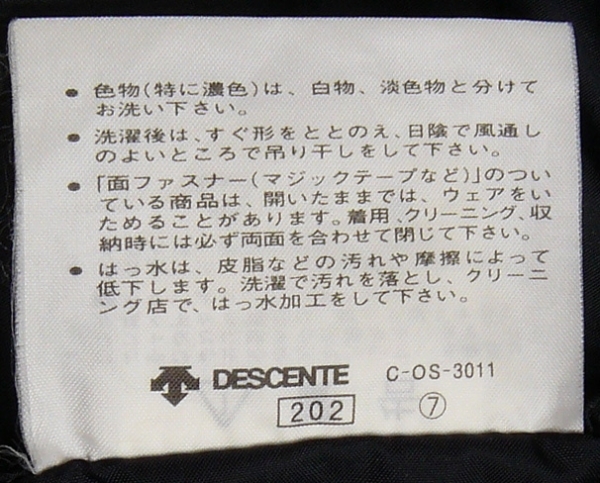 ● 色物(特に濃色)は、白物、淡色物と分けて
お洗い下さい。
● 洗濯後は、すぐ形をととのえ、日陰で風通し
のよいところで吊り干しをして下さい。
● 「面ファスナー(マジックテープなど)」のつい
ている商品は、開いたままでは、ウェアをい
ためることがあります。着用、クリーニング、収
納時には必ず両面を合わせて閉じて下さい。
● はっ水は、皮脂などの汚れや摩擦によって
低下します。洗濯で汚れを落とし、クリーニ
ング店で、はっ水加工をして下さい。
DESCENTE C-OS-3011
202 ⑦